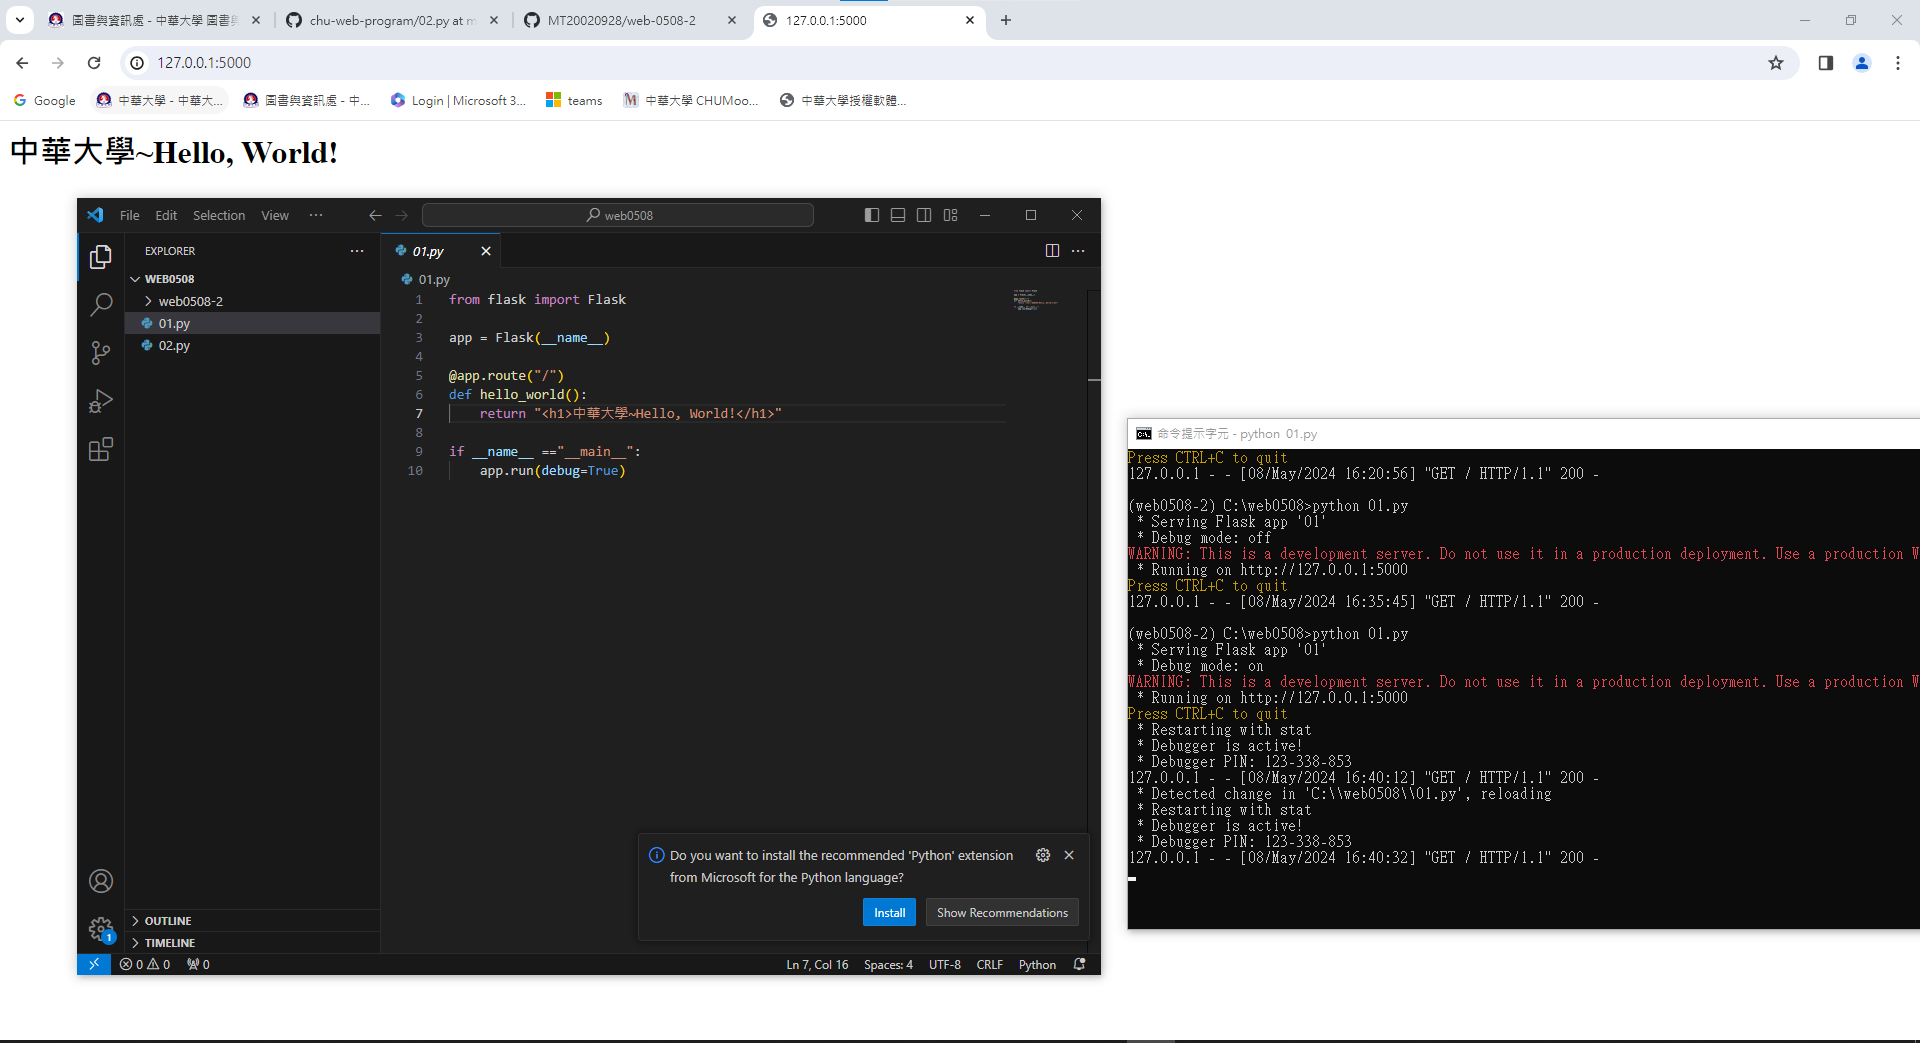 圖書與資訊處 - 中華大學 圖書與
chu-web-program/02.py at m
MT20020928/web-0508-2
127.0.0.1:5000
127.0.0.1:5000
Google
中華大學 - 中華大...
圖書與資訊處 - 中...
Login | Microsoft 3...
teams
中華大學 CHUMoo...
中華大學授權軟體...
中華大學~Hello, World!
File Edit Selection View ...
web0508
EXPLORER ...
WEB0508
web0508-2
01.py
02.py
OUTLINE
TIMELINE
01.py
01.py
1 from flask import Flask
2
3 app = Flask(__name__)
4
5 @app.route("/")
6 def hello_world():
7 return "<h1>中華大學~Hello, World!</h1>"
8
9 if __name__ =="__main__":
10 app.run(debug=True)
Do you want to install the recommended 'Python' extension
from Microsoft for the Python language?
Install
Show Recommendations
1
0 0 0
Ln 7, Col 16 Spaces: 4 UTF-8 CRLF Python
命令提示字元 - python 01.py
Press CTRL+C to quit
127.0.0.1 - - [08/May/2024 16:20:56] "GET / HTTP/1.1" 200 -
(web0508-2) C:\web0508>python 01.py
* Serving Flask app '01'
* Debug mode: off
WARNING: This is a development server. Do not use it in a production deployment. Use a production W
* Running on http://127.0.0.1:5000
Press CTRL+C to quit
127.0.0.1 - - [08/May/2024 16:35:45] "GET / HTTP/1.1" 200 -
(web0508-2) C:\web0508>python 01.py
* Serving Flask app '01'
* Debug mode: on
WARNING: This is a development server. Do not use it in a production deployment. Use a production W
* Running on http://127.0.0.1:5000
Press CTRL+C to quit
* Restarting with stat
* Debugger is active!
* Debugger PIN: 123-338-853
127.0.0.1 - - [08/May/2024 16:40:12] "GET / HTTP/1.1" 200 -
* Detected change in 'C:\\web0508\\01.py', reloading
* Restarting with stat
* Debugger is active!
* Debugger PIN: 123-338-853
127.0.0.1 - - [08/May/2024 16:40:32] "GET / HTTP/1.1" 200 -